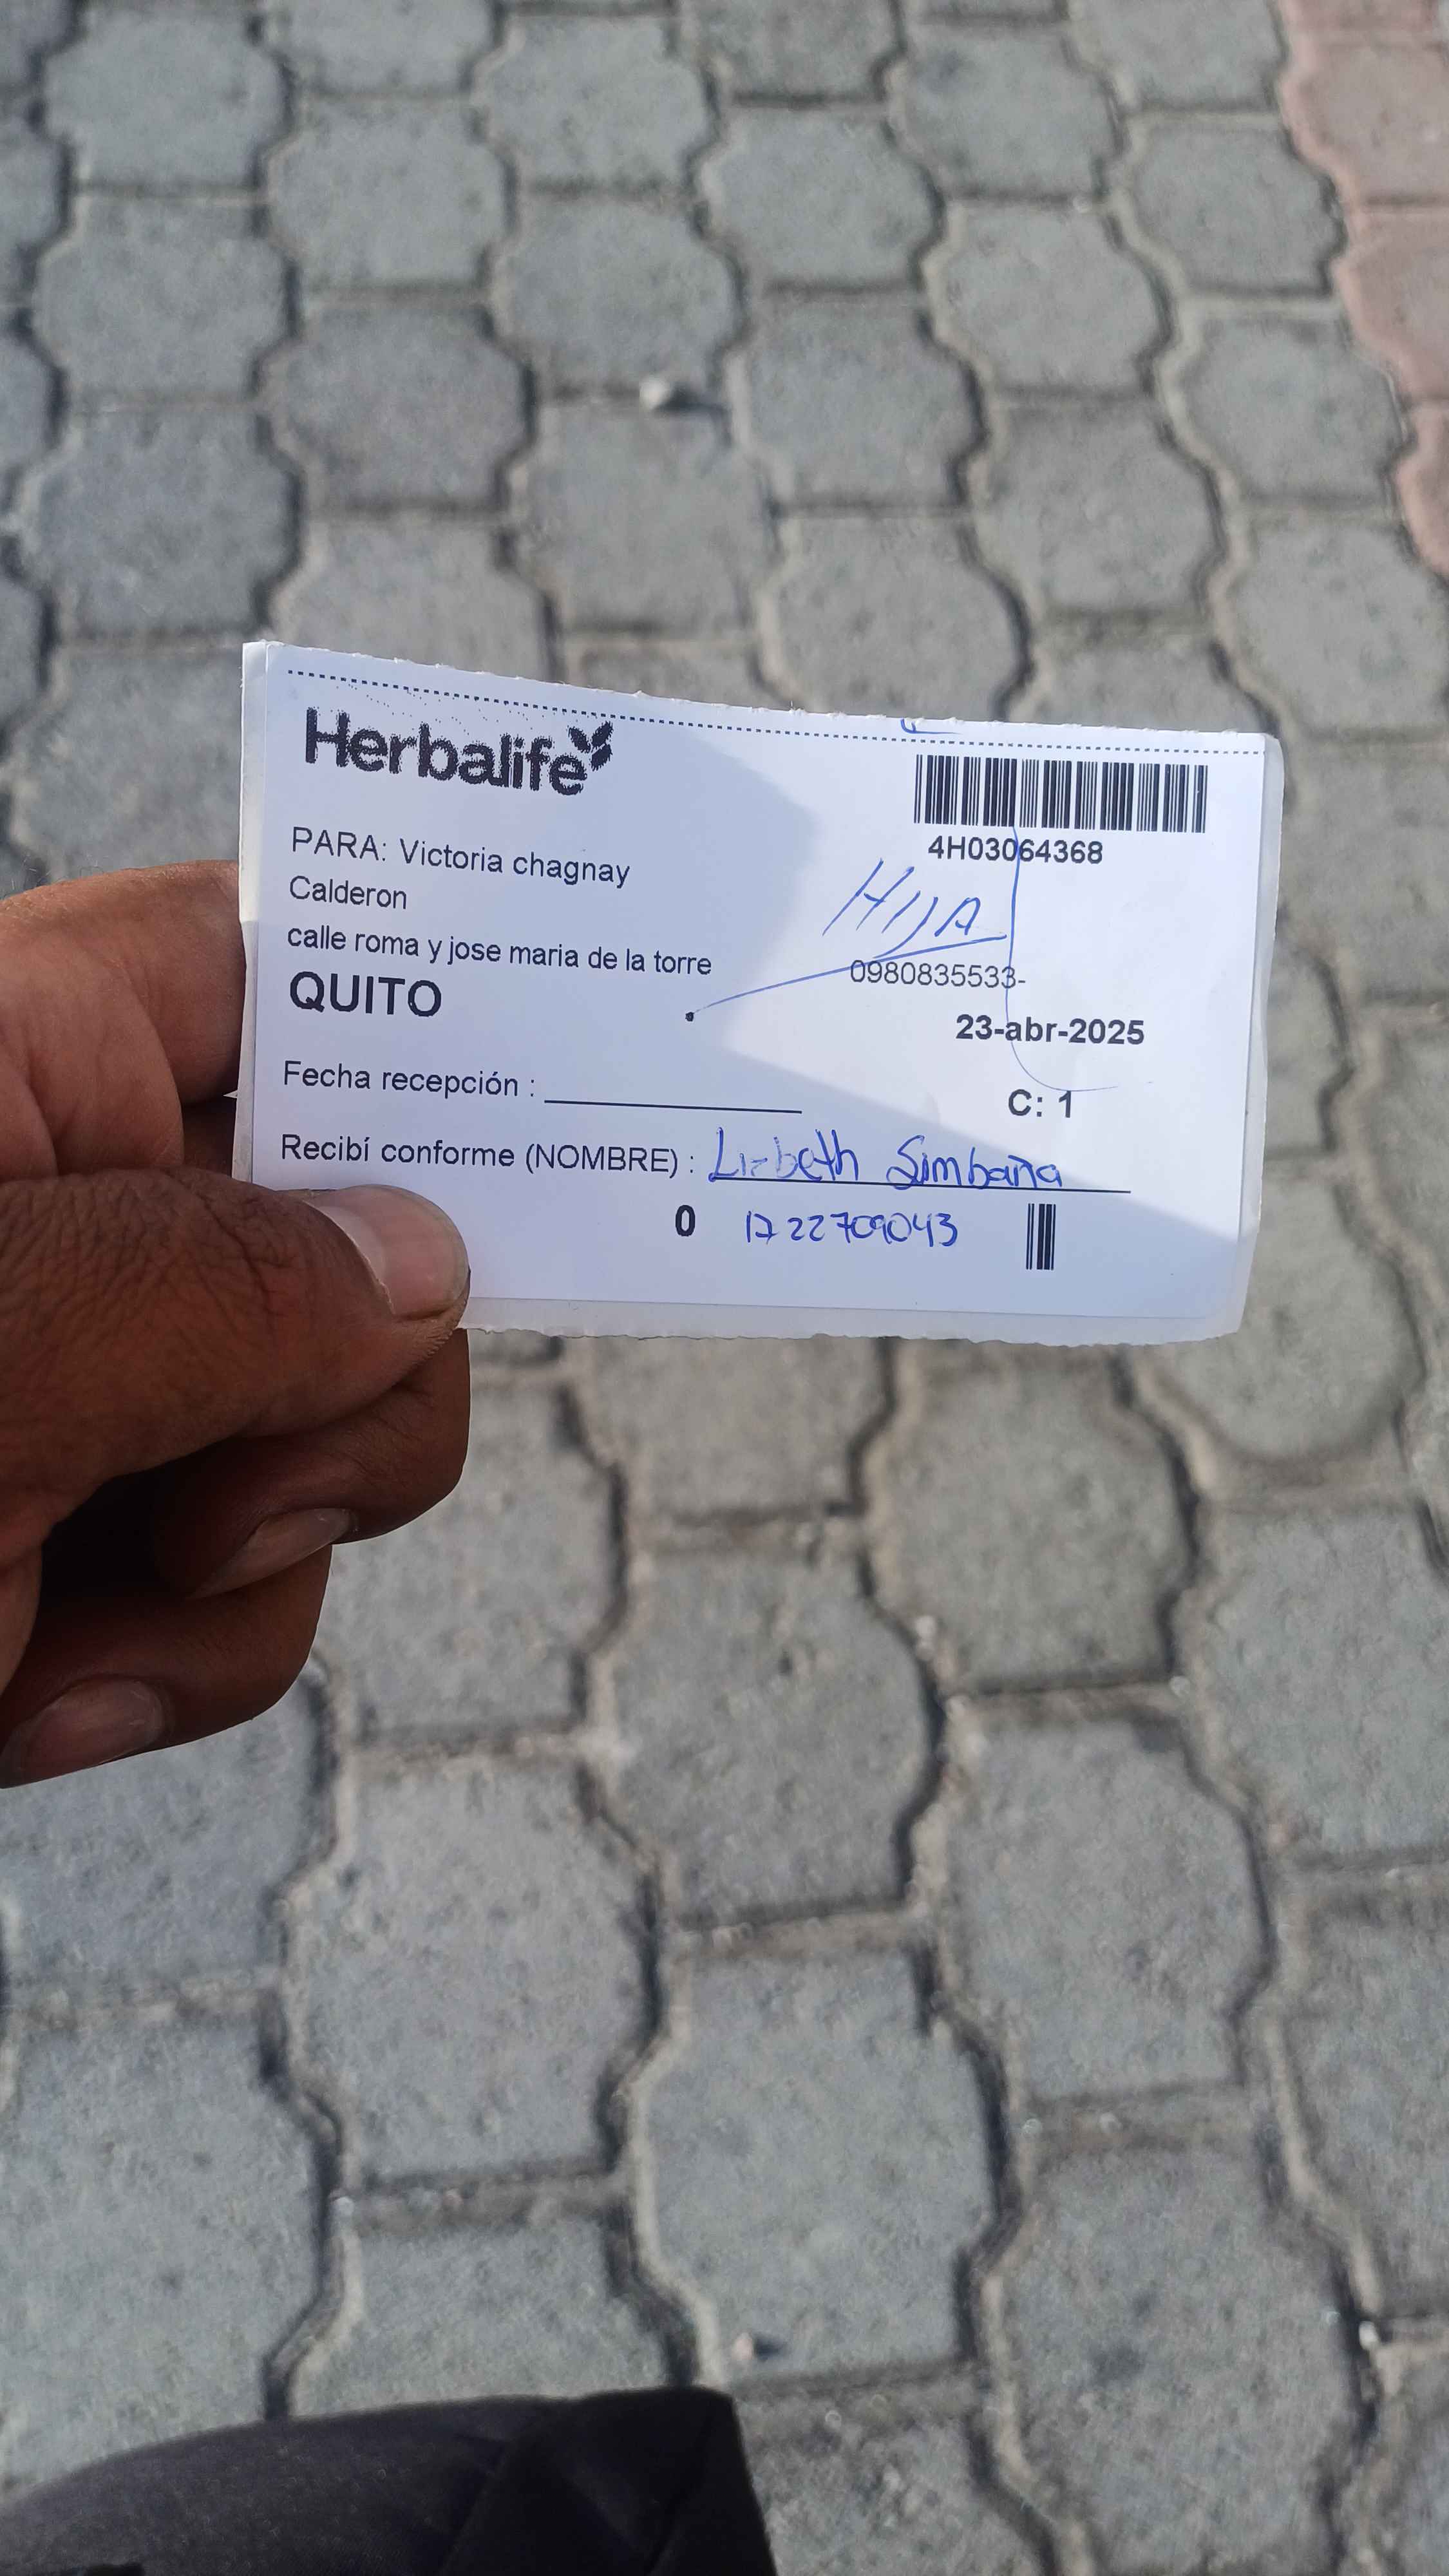 Herbalife
4H03064368
PARA: Victoria chagnay
Calderon
HIJA
calle roma y jose maria de la torre
0980835533-
QUITO
23-abr-2025
Fecha recepción :
C: 1
Recibí conforme (NOMBRE) : Lizbeth Simbaña
0 1722709043